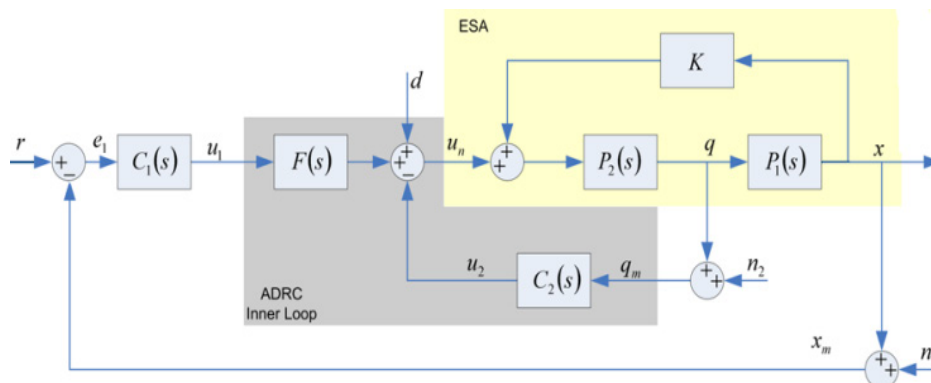 ESA
K
d
r
e₁
C₁(s)
u₁
F(s)
uₙ
P₂(s)
q
P₁(s)
x
+
−
+
+
−
+
+
u₂
C₂(s)
qₘ
+
+
n₂
ADRC
Inner Loop
xₘ
+
+
n